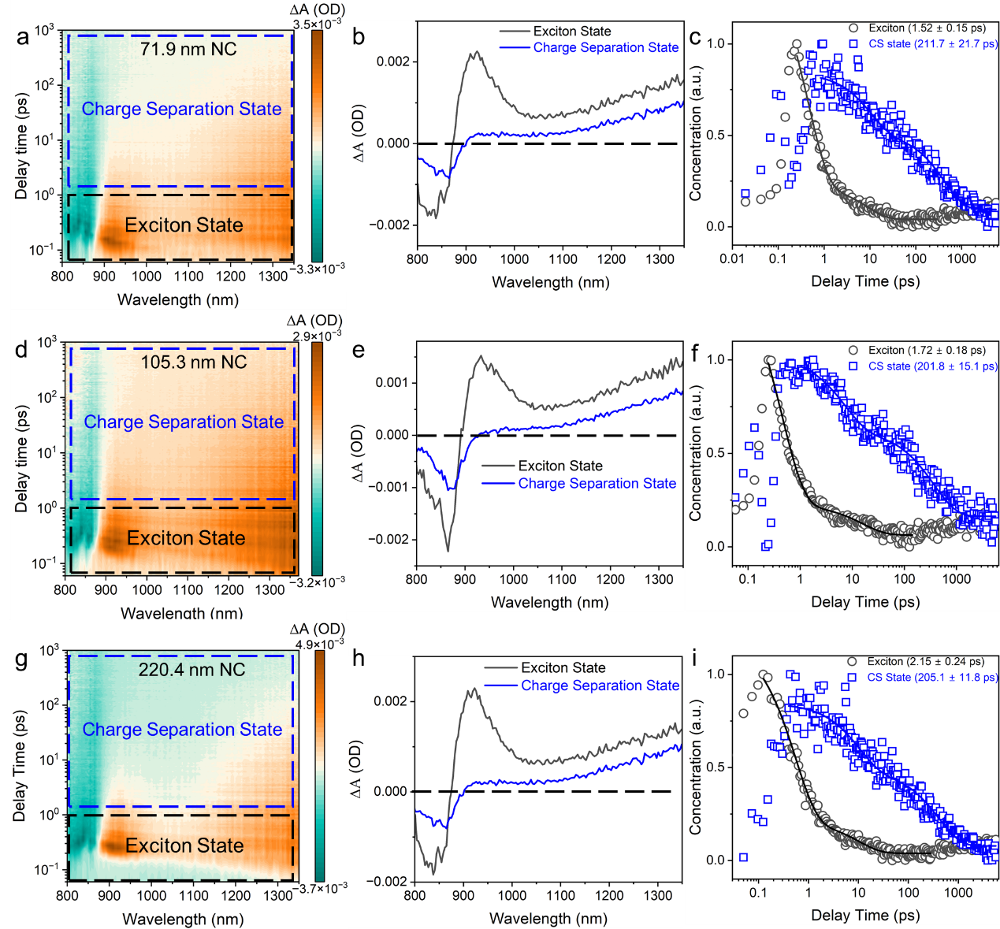 a
ΔA (OD)
3.5×10⁻³
10³
10²
10¹
10⁰
10⁻¹
Delay time (ps)
71.9 nm NC
Charge Separation State
Exciton State
−3.3×10⁻³
800 900 1000 1100 1200 1300
Wavelength (nm)
b
Exciton State
Charge Separation State
0.002
0.000
−0.002
ΔA (OD)
800 900 1000 1100 1200 1300
Wavelength (nm)
c
Exciton (1.52 ± 0.15 ps)
CS state (211.7 ± 21.7 ps)
1.0
0.5
0.0
Concentration (a.u.)
0.01 0.1 1 10 100 1000
Delay Time (ps)
d
ΔA (OD)
2.9×10⁻³
10³
10²
10¹
10⁰
10⁻¹
Delay time (ps)
105.3 nm NC
Charge Separation State
Exciton State
−3.2×10⁻³
800 900 1000 1100 1200 1300
Wavelength (nm)
e
0.001
0.000
−0.001
−0.002
ΔA (OD)
Exciton State
Charge Separation State
800 900 1000 1100 1200 1300
Wavelength (nm)
f
Exciton (1.72 ± 0.18 ps)
CS state (201.8 ± 15.1 ps)
1.0
0.5
0.0
Concentration (a.u.)
0.1 1 10 100 1000
Delay Time (ps)
g
ΔA (OD)
4.9×10⁻³
10³
10²
10¹
10⁰
10⁻¹
Delay Time (ps)
220.4 nm NC
Charge Separation State
Exciton State
−3.7×10⁻³
800 900 1000 1100 1200 1300
Wavelength (nm)
h
Exciton State
Charge Separation State
0.002
0.000
−0.002
ΔA (OD)
800 900 1000 1100 1200 1300
Wavelength (nm)
i
Exciton (2.15 ± 0.24 ps)
CS State (205.1 ± 11.8 ps)
1.0
0.5
0.0
Concentration (a.u.)
0.1 1 10 100 1000
Delay Time (ps)